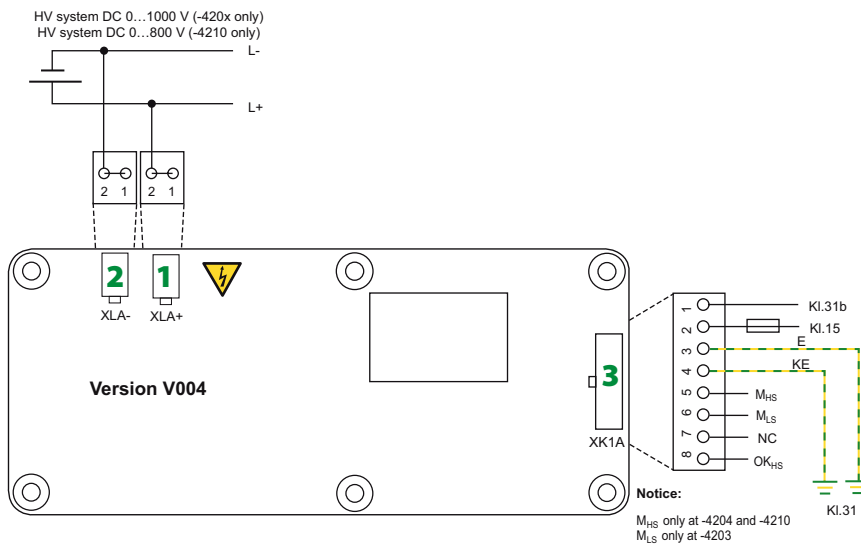 HV system DC 0...1000 V (-420x only)
HV system DC 0...800 V (-4210 only)
L-
L+
2 1
2 1
2
1
XLA-
XLA+
Version V004
3
XK1A
1
2
3
4
5
6
7
8
Kl.31b
Kl.15
E
KE
MHS
MLS
NC
OKHS
Kl.31
Notice:
MHS only at -4204 and -4210
MLS only at -4203